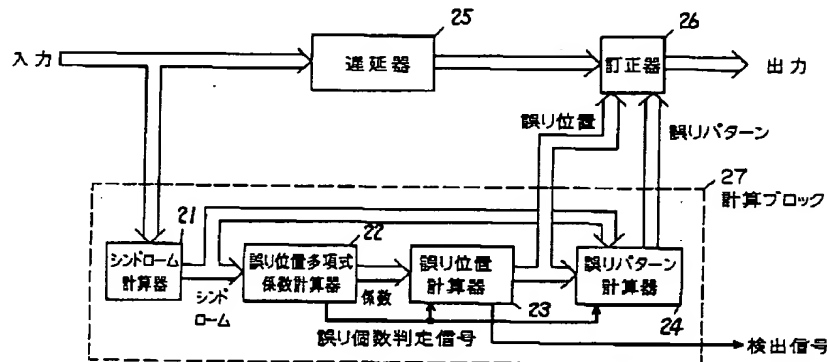 25
26
入力
遅延器
訂正器
出力
誤り位置
誤りパターン
27
計算ブロック
21
22
シンドローム
計算器
誤り位置多項式
係数計算器
誤り位置
計算器
誤りパターン
計算器
シンド
ローム
係数
23
24
誤り個数判定信号
検出信号